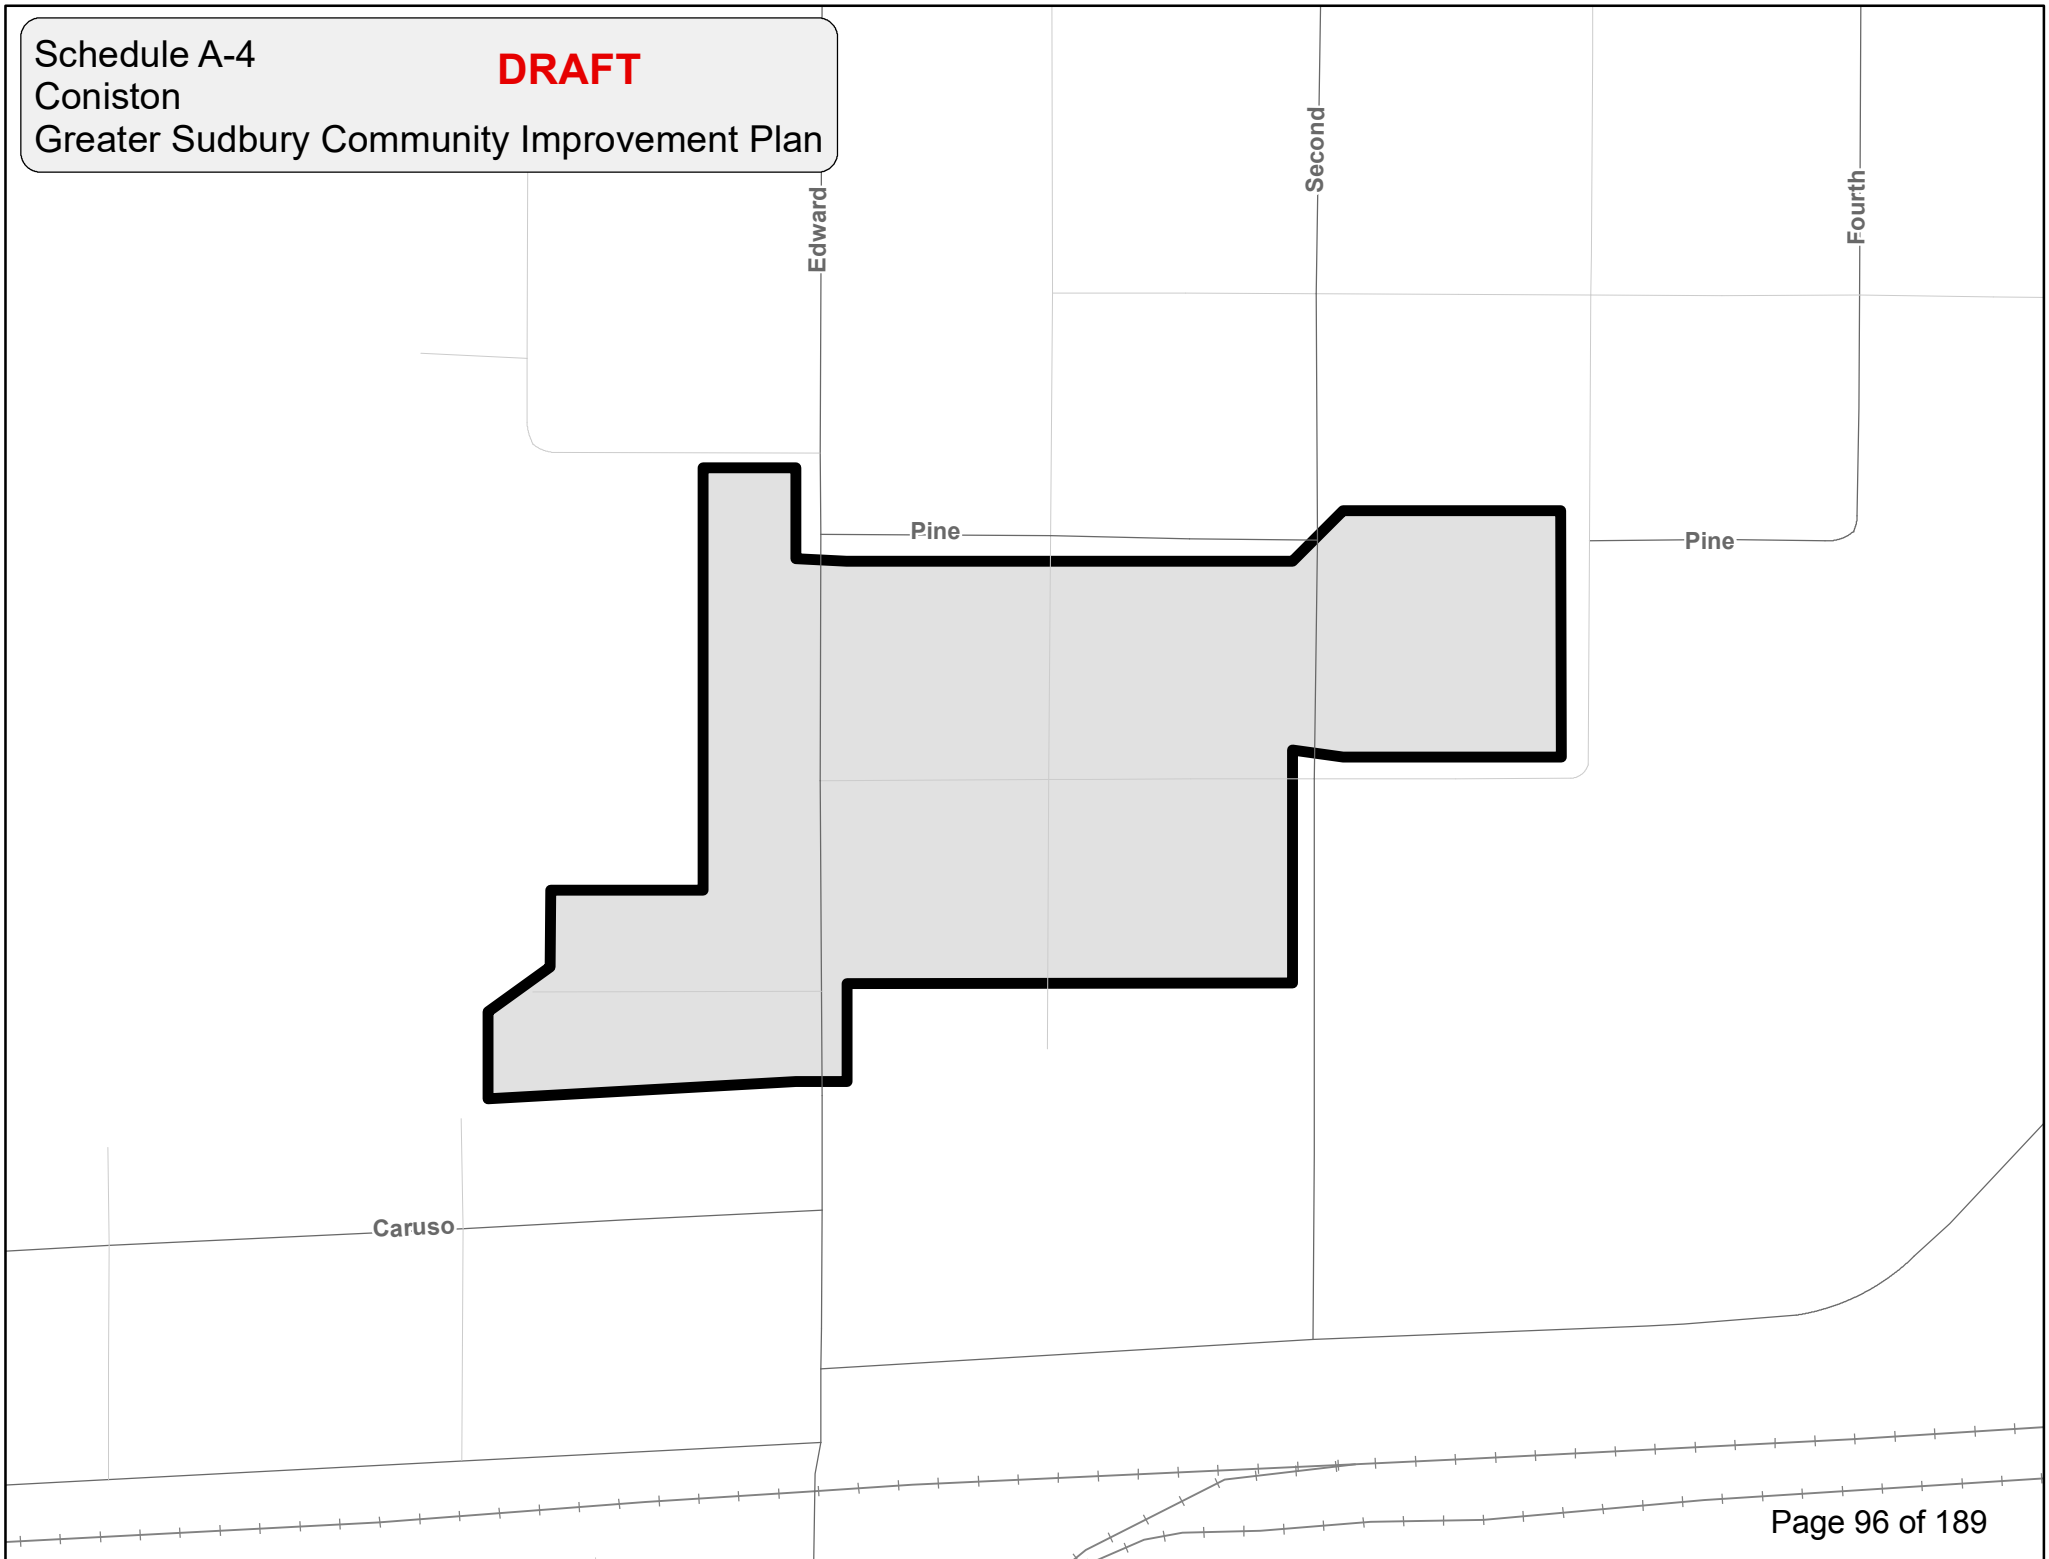 Schedule A-4
DRAFT
Coniston
Greater Sudbury Community Improvement Plan
Second
Fourth
Edward
Pine
Pine
Caruso
Page 96 of 189